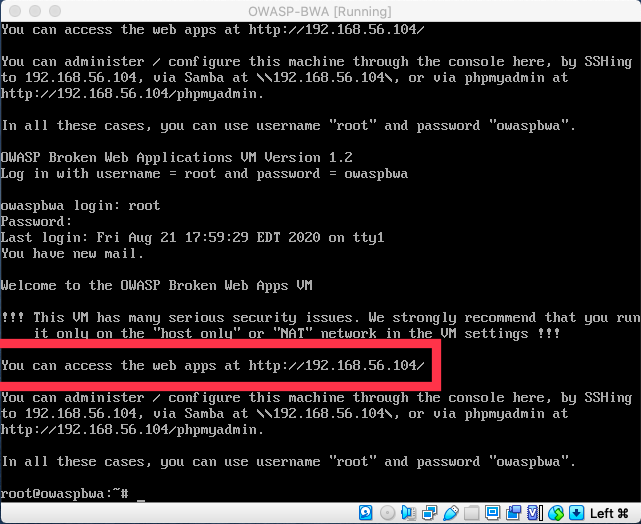 OWASP-BWA [Running]
You can access the web apps at http://192.168.56.104/
You can administer / configure this machine through the console here, by SSHing
to 192.168.56.104, via Samba at \\192.168.56.104\, or via phpmyadmin at
http://192.168.56.104/phpmyadmin.
In all these cases, you can use username "root" and password "owaspbwa".
OWASP Broken Web Applications VM Version 1.2
Log in with username = root and password = owaspbwa
owaspbwa login: root
Password:
Last login: Fri Aug 21 17:59:29 EDT 2020 on tty1
You have new mail.
Welcome to the OWASP Broken Web Apps VM
!!! This VM has many serious security issues. We strongly recommend that you run
it only on the "host only" or "NAT" network in the VM settings !!!
You can access the web apps at http://192.168.56.104/
You can administer / configure this machine through the console here, by SSHing
to 192.168.56.104, via Samba at \\192.168.56.104\, or via phpmyadmin at
http://192.168.56.104/phpmyadmin.
In all these cases, you can use username "root" and password "owaspbwa".
root@owaspbwa:~# _
Left ⌘